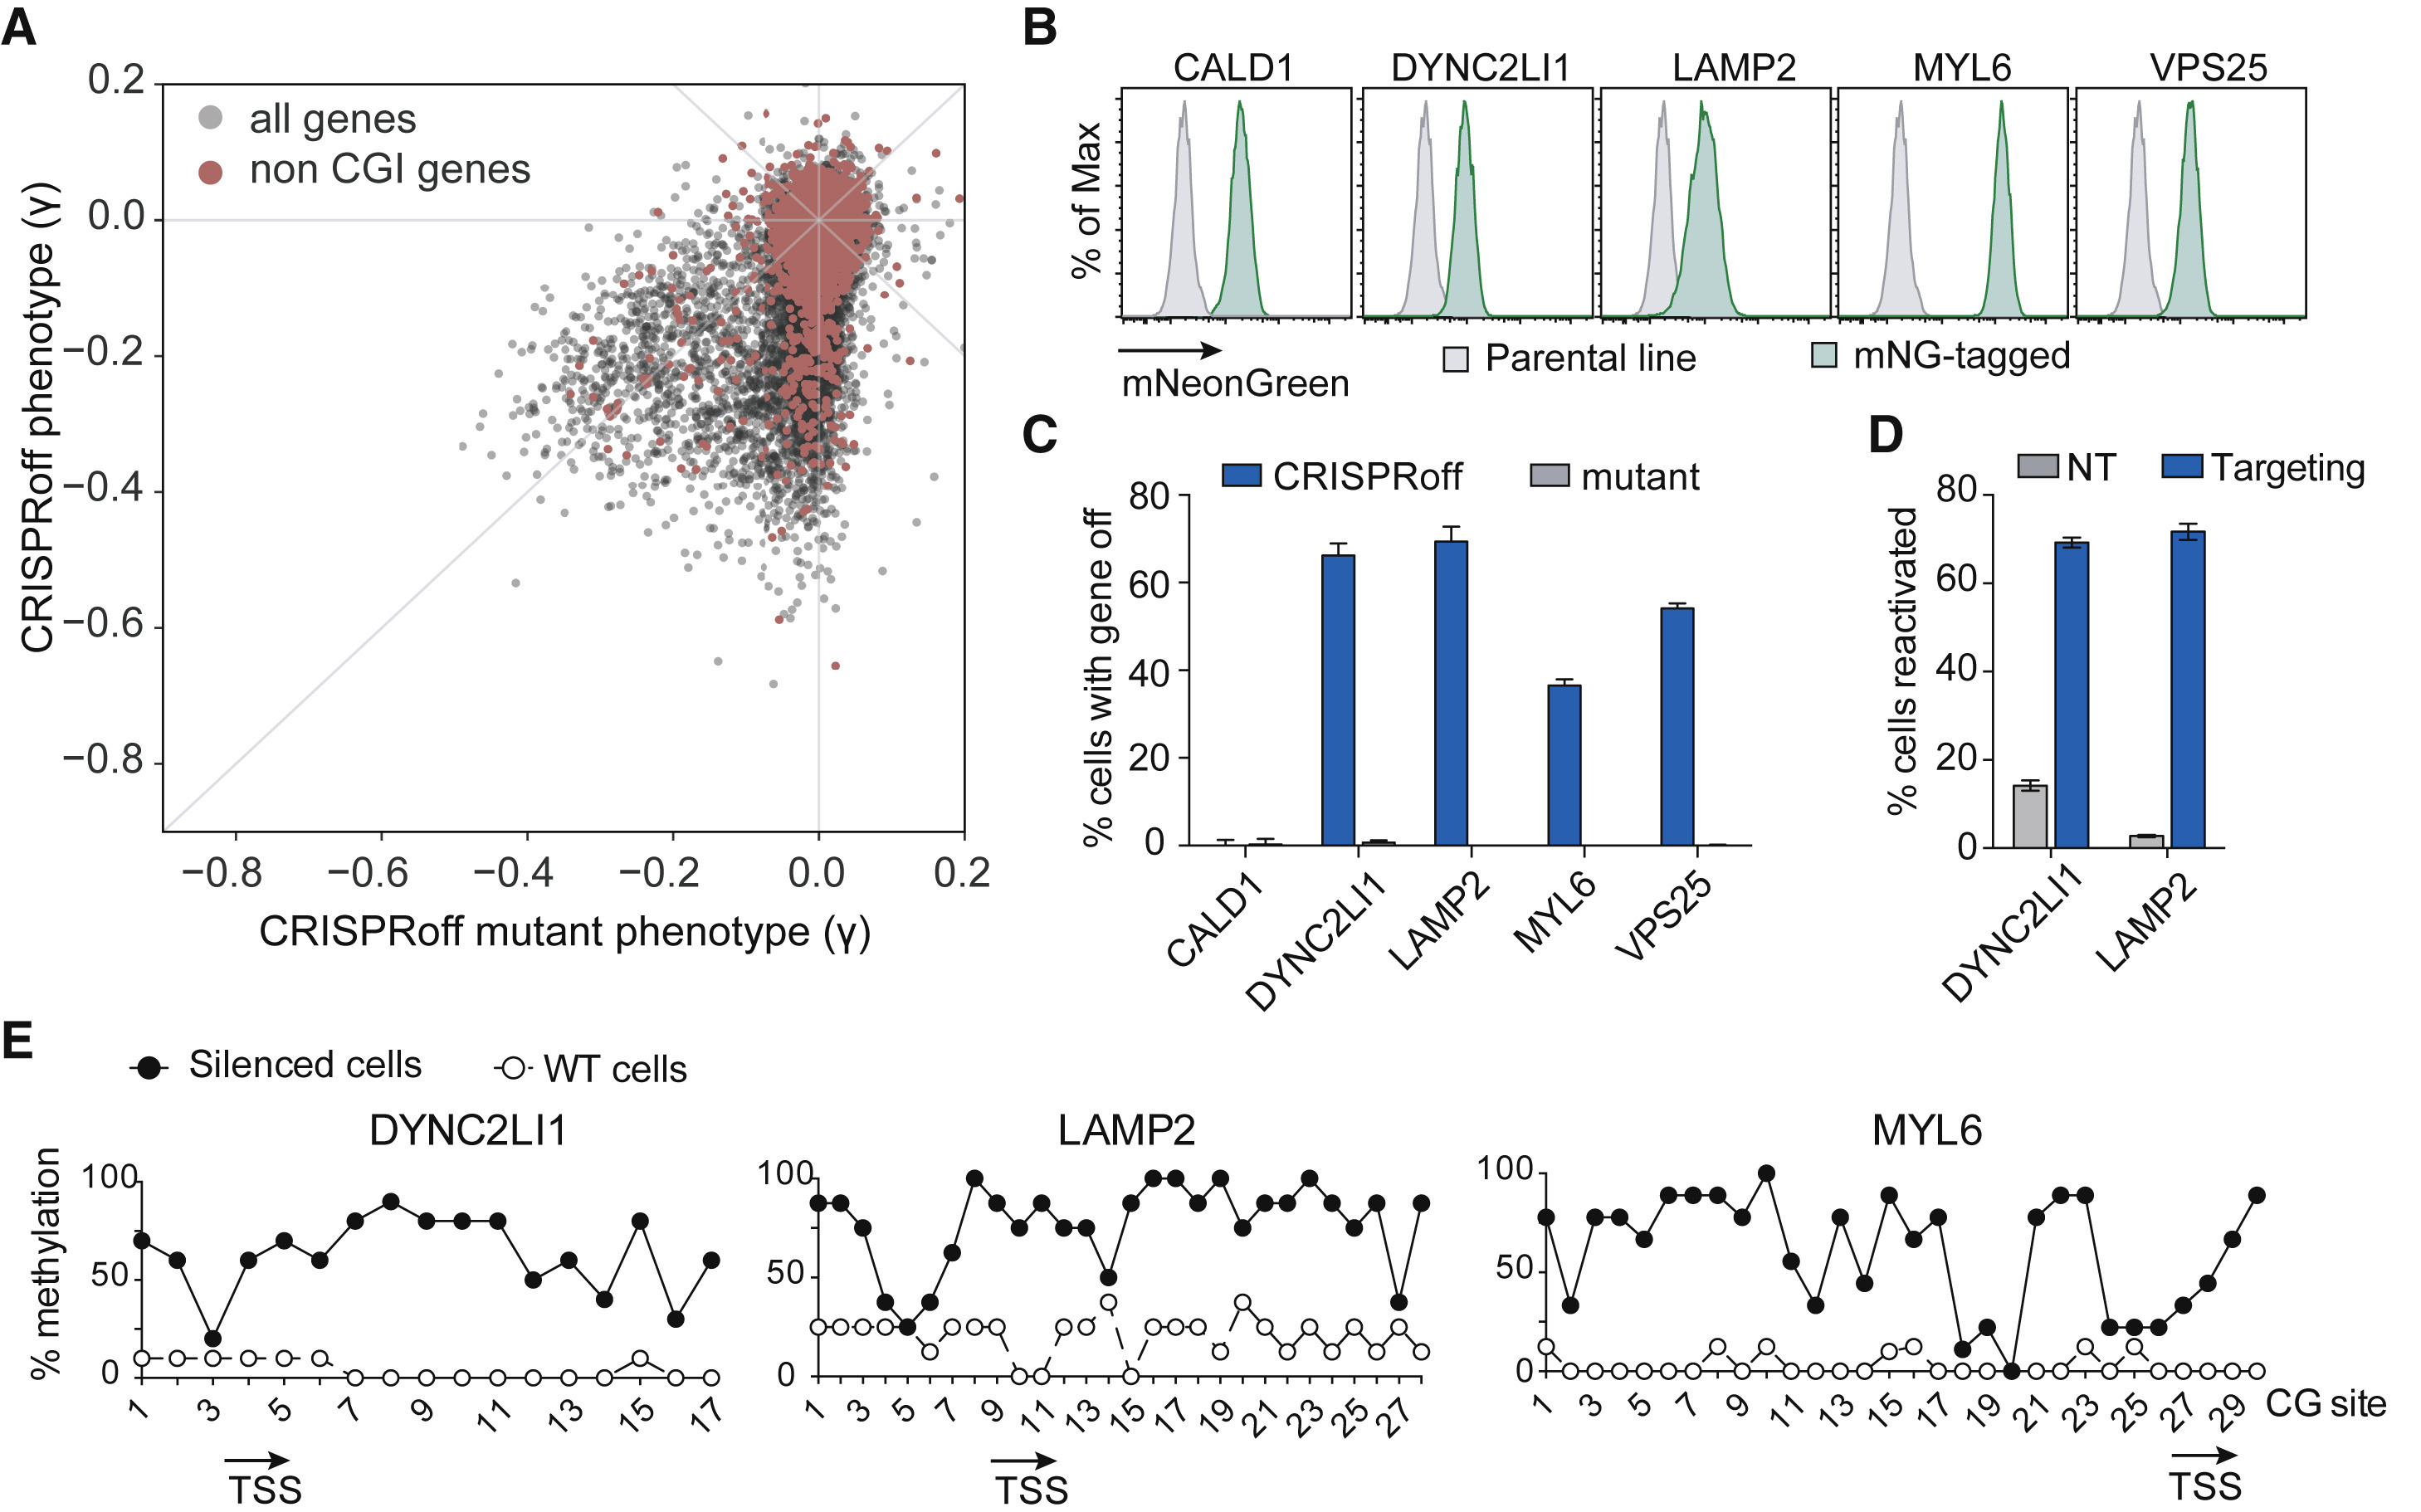 A
0.2
0.0
−0.2
−0.4
−0.6
−0.8
CRISPRoff phenotype (γ)
all genes
non CGI genes
−0.8 −0.6 −0.4 −0.2 0.0 0.2
CRISPRoff mutant phenotype (γ)
B
CALD1 DYNC2LI1 LAMP2 MYL6 VPS25
% of Max
mNeonGreen
Parental line mNG-tagged
C
CRISPRoff mutant
% cells with gene off
80
60
40
20
0
CALD1 DYNC2LI1 LAMP2 MYL6 VPS25
D
NT Targeting
% cells reactivated
80
60
40
20
0
DYNC2LI1 LAMP2
E
Silenced cells WT cells
% methylation
DYNC2LI1
100
50
0
1 3 5 7 9 11 13 15 17
TSS
LAMP2
100
50
0
1 3 5 7 9 11 13 15 17 19 21 23 25 27
TSS
MYL6
100
50
0
1 3 5 7 9 11 13 15 17 19 21 23 25 27 29 CG site
TSS